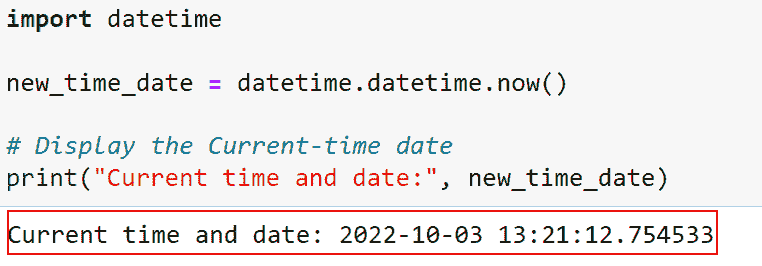 import datetime
new_time_date = datetime.datetime.now()
# Display the Current-time date
print("Current time and date:", new_time_date)
Current time and date: 2022-10-03 13:21:12.754533